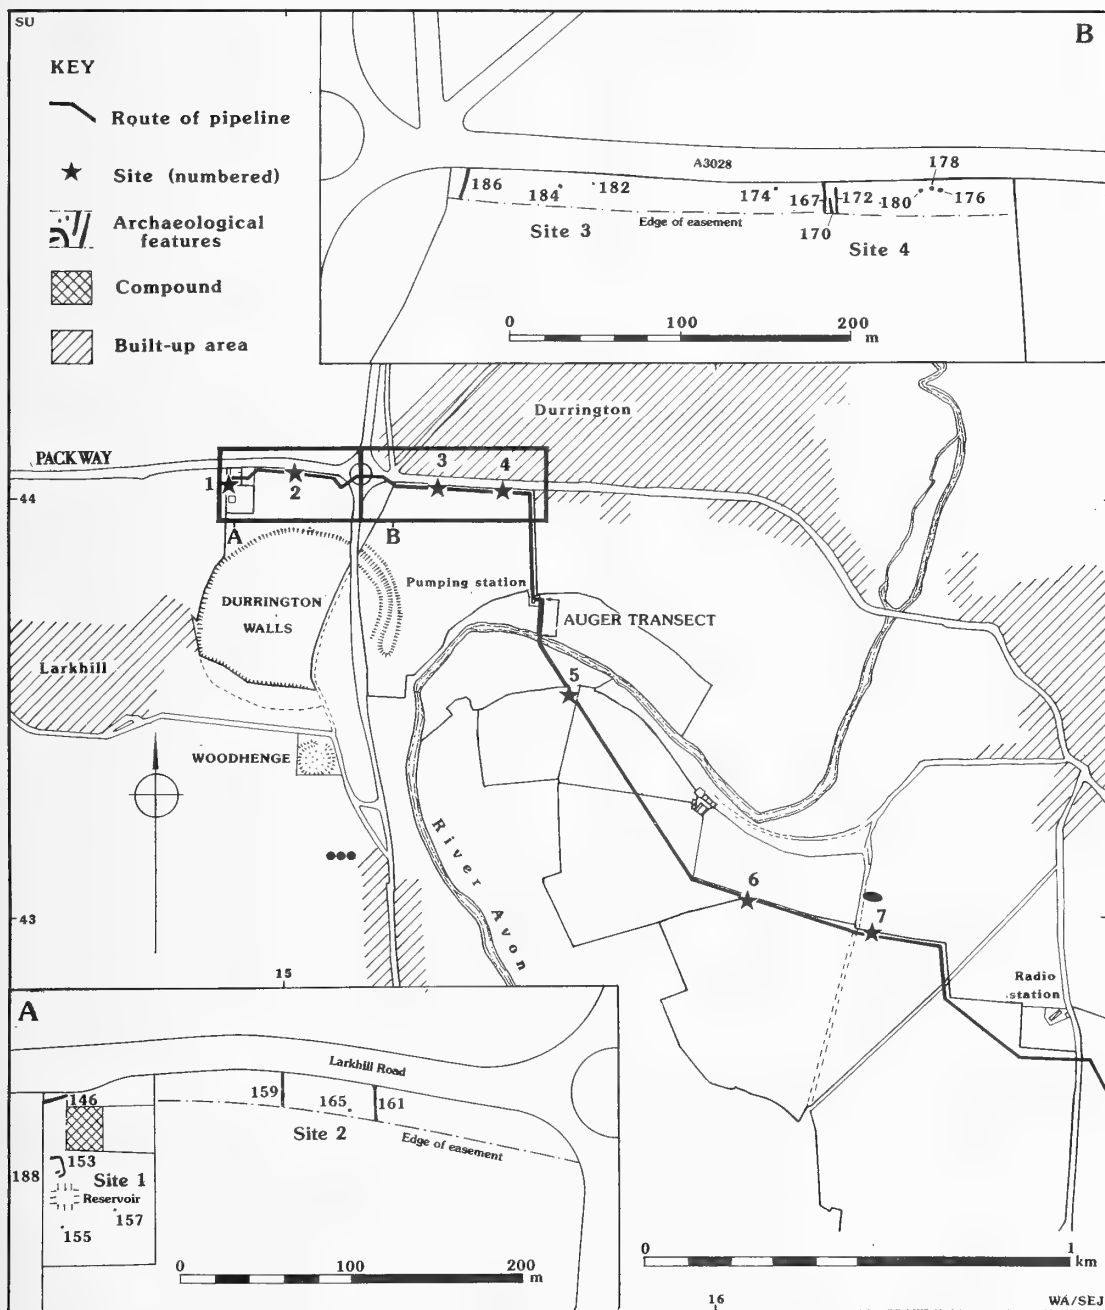 SU
KEY
Route of pipeline
Site (numbered)
Archaeological
features
Compound
Built-up area
B
A3028
186
184
182
174
167
172
170
180
178
176
Site 3
Edge of easement
Site 4
0 100 200
m
Durrington
PACKWAY
1
2
3
4
44
A
B
Pumping station
DURRINGTON
WALLS
AUGER TRANSECT
Larkhill
5
WOODHENGE
River Avon
6
7
43
15
Radio
station
A
Larkhill Road
146
159
165
161
Site 2
Edge of easement
153
188
Site 1
Reservoir
157
155
0 100 200
m
0 1
km
16
WA/SEJ